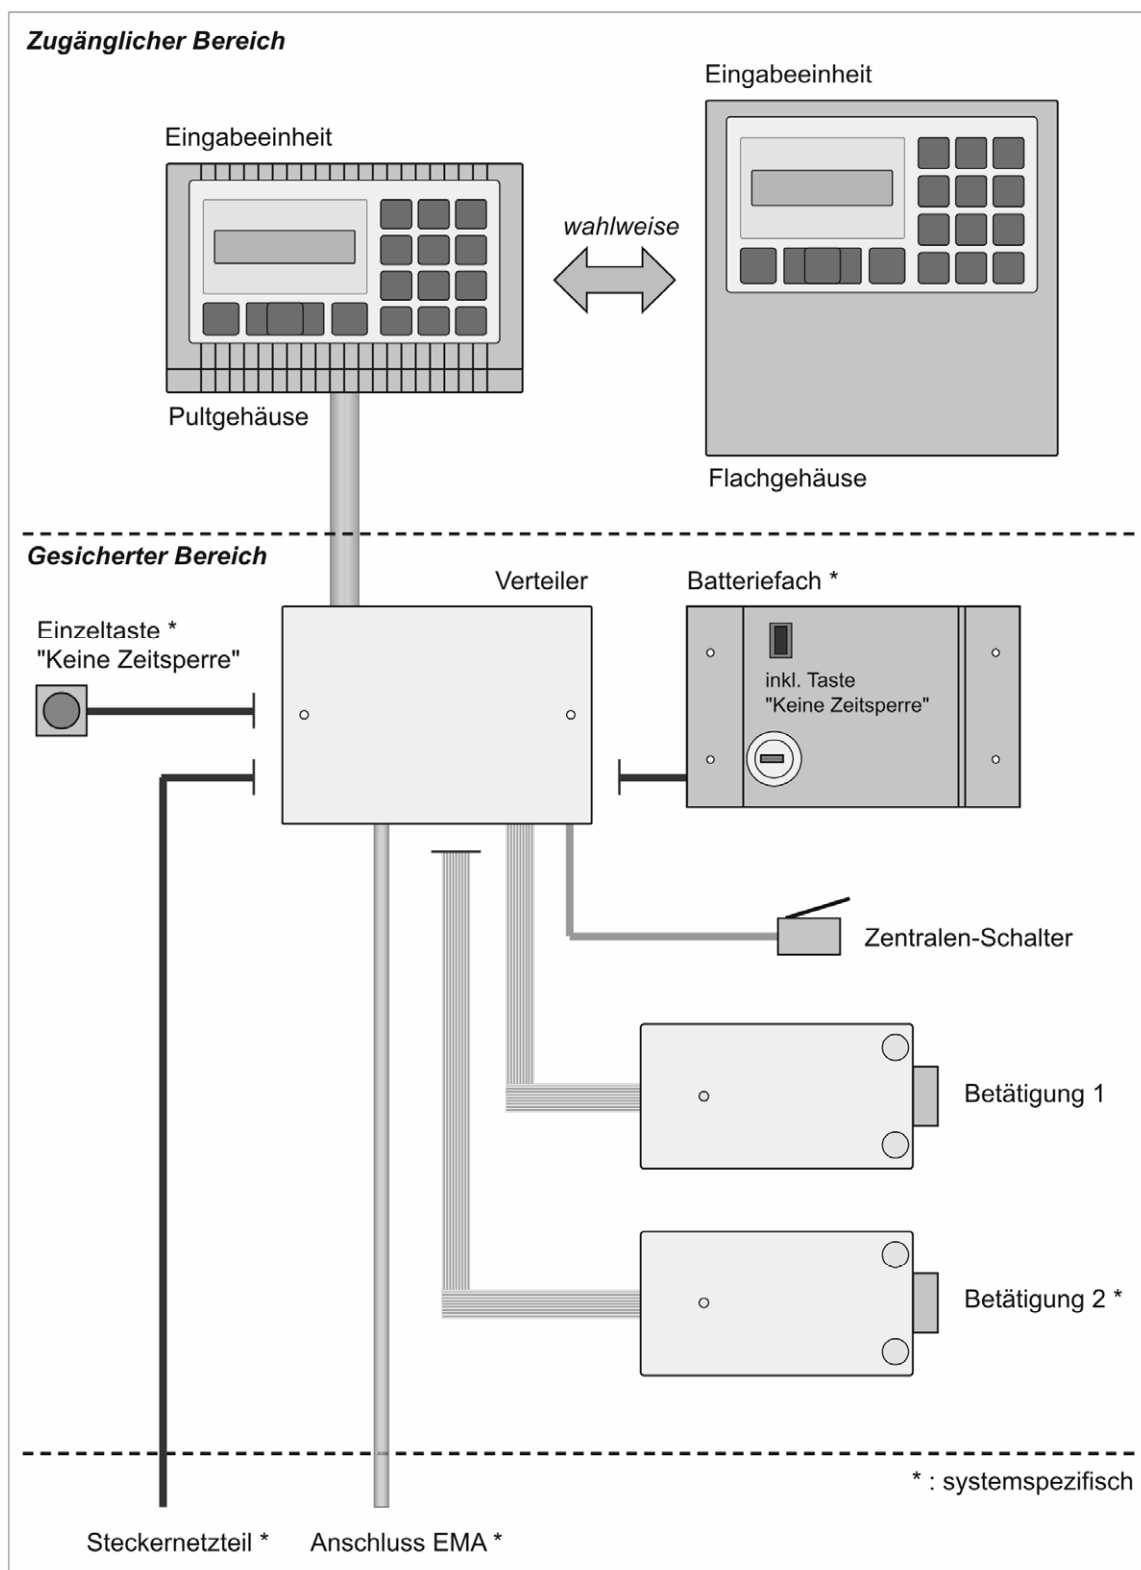 Zugänglicher Bereich
Eingabeeinheit
Eingabeeinheit
wahlweise
Pultgehäuse
Flachgehäuse
Gesicherter Bereich
Verteiler
Batteriefach *
Einzeltaste *
"Keine Zeitsperre"
inkl. Taste
"Keine Zeitsperre"
Zentralen-Schalter
Betätigung 1
Betätigung 2 *
* : systemspezifisch
Steckernetzteil *
Anschluss EMA *